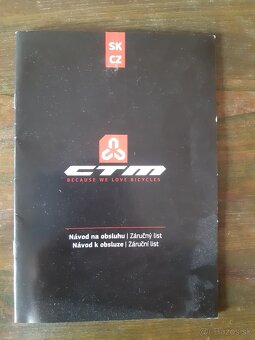 SK
CZ
CTM
BECAUSE WE LOVE BICYCLES
Návod na obsluhu | Záručný list
Návod k obsluze | Záruční list